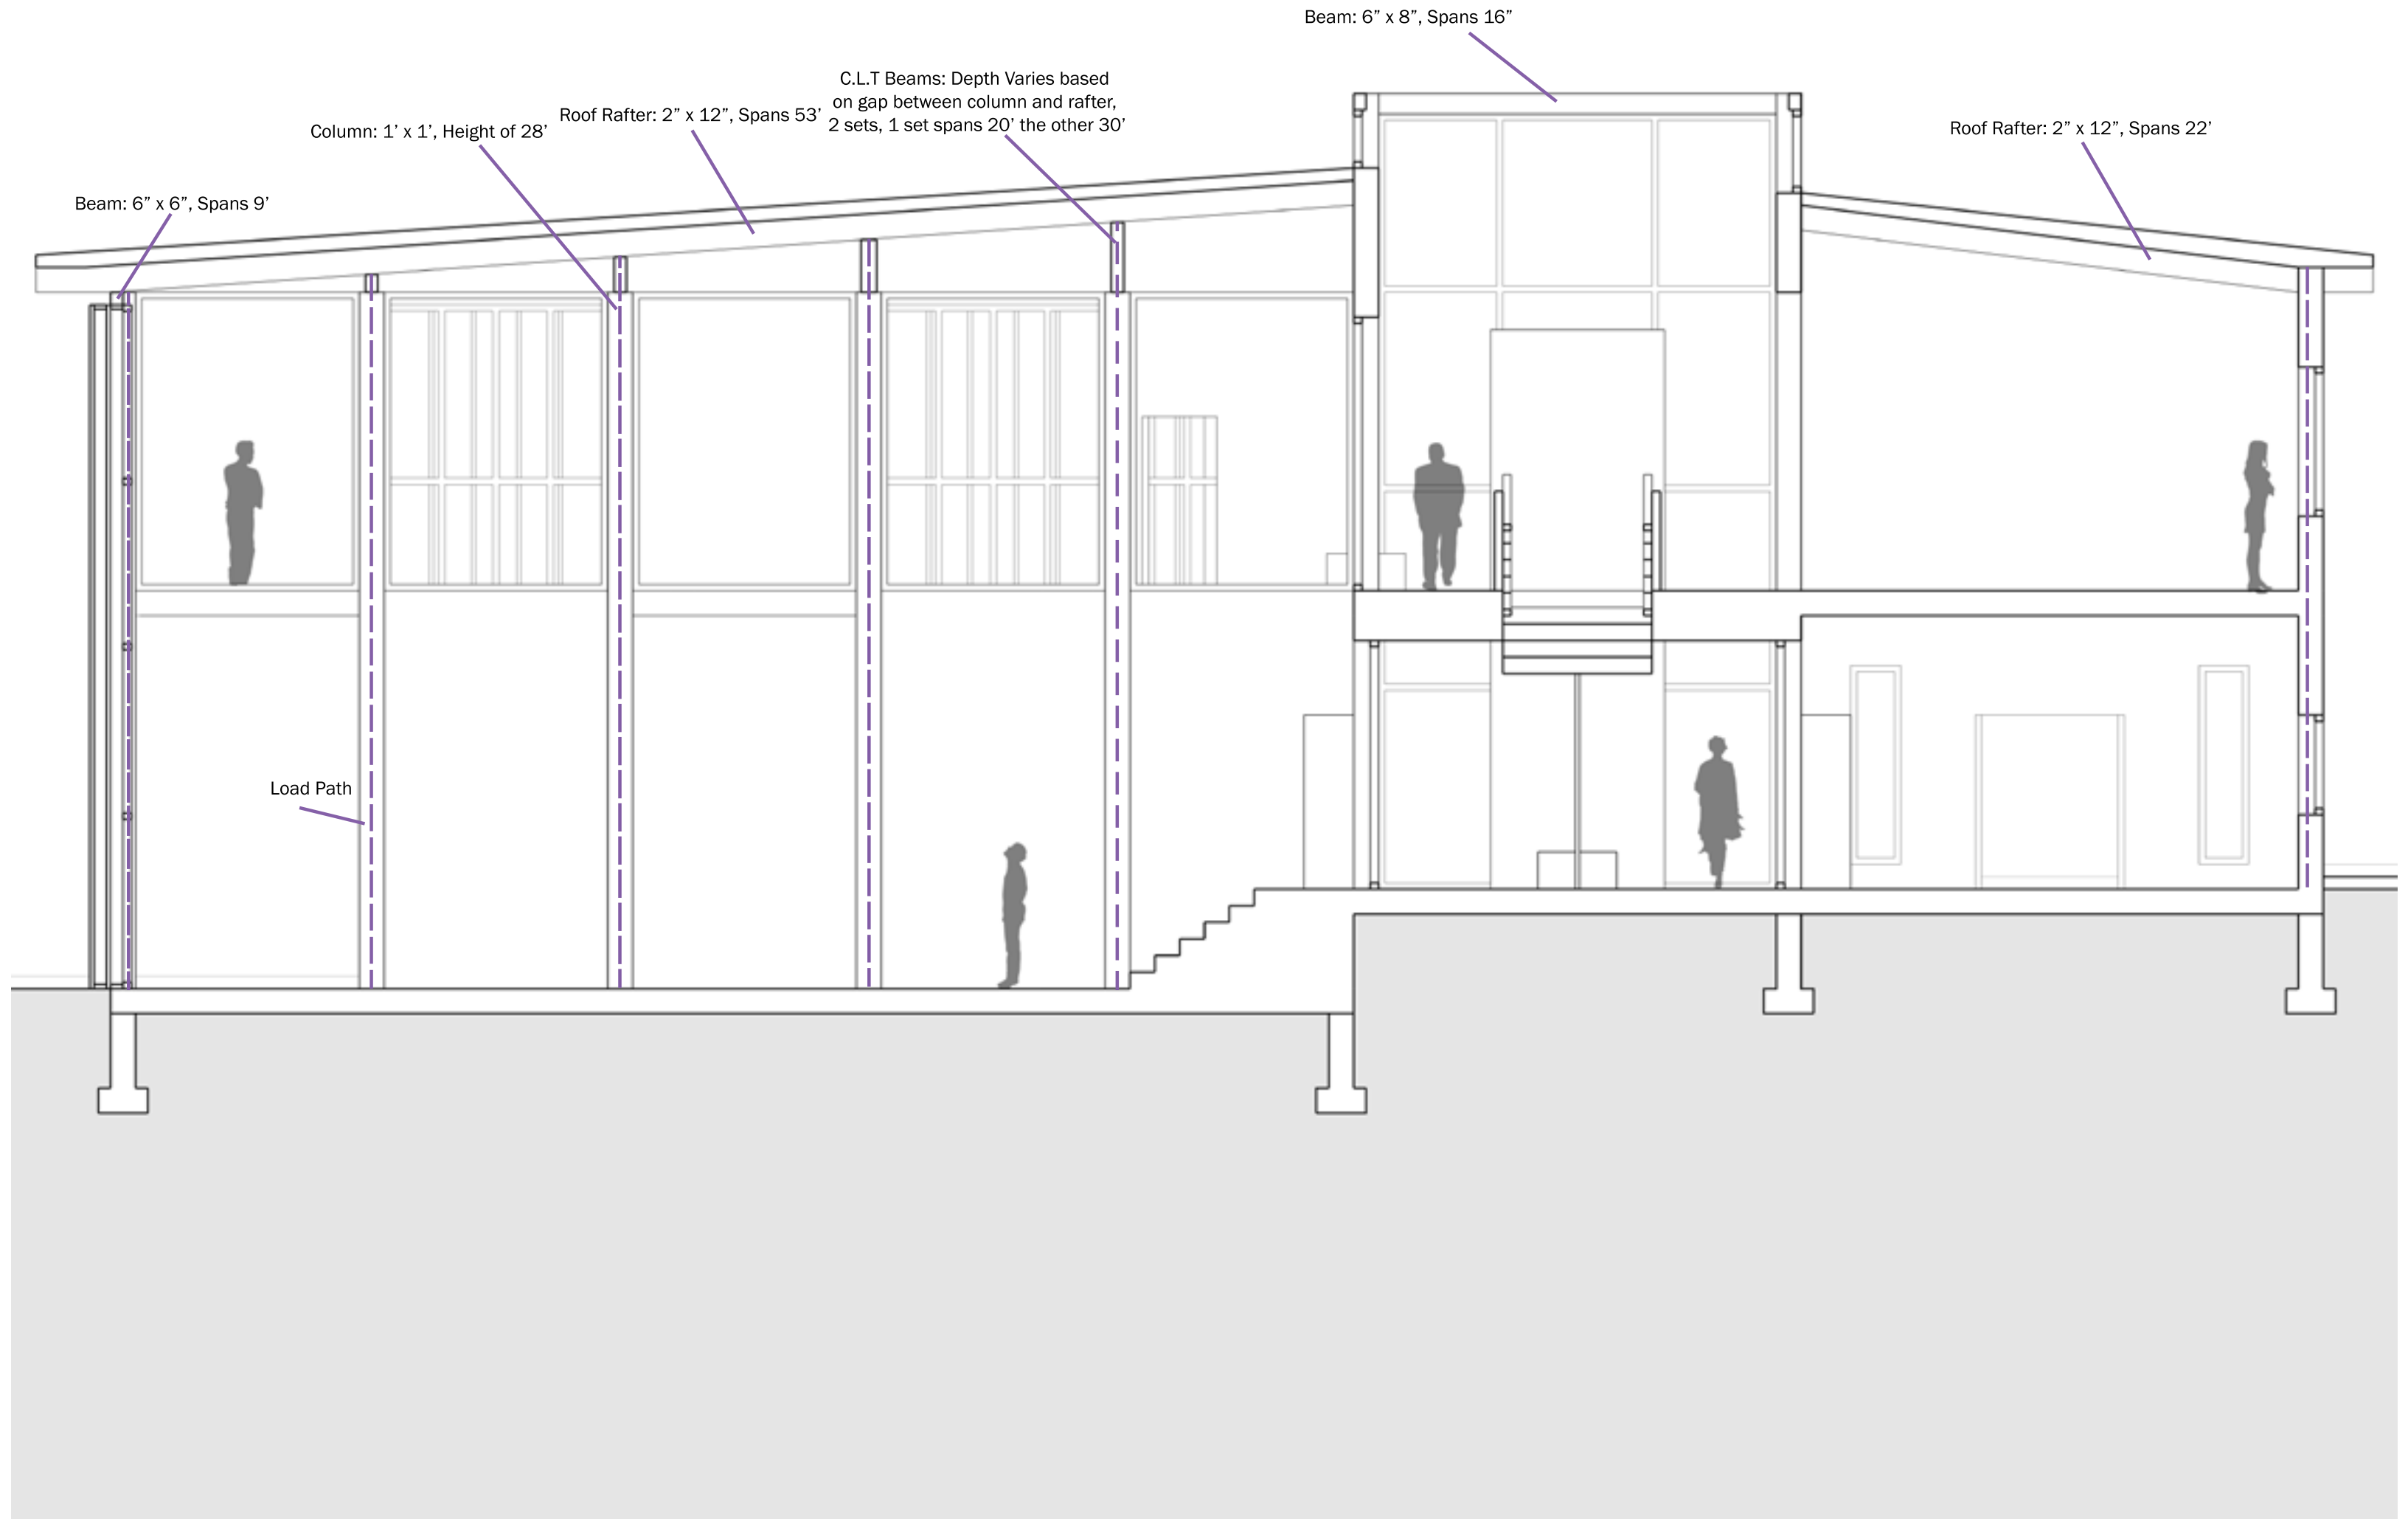 Beam: 6” x 8”, Spans 16”
C.L.T Beams: Depth Varies based
on gap between column and rafter,
2 sets, 1 set spans 20’ the other 30’
Roof Rafter: 2” x 12”, Spans 53’
Column: 1’ x 1’, Height of 28’
Roof Rafter: 2” x 12”, Spans 22’
Beam: 6” x 6”, Spans 9’
Load Path